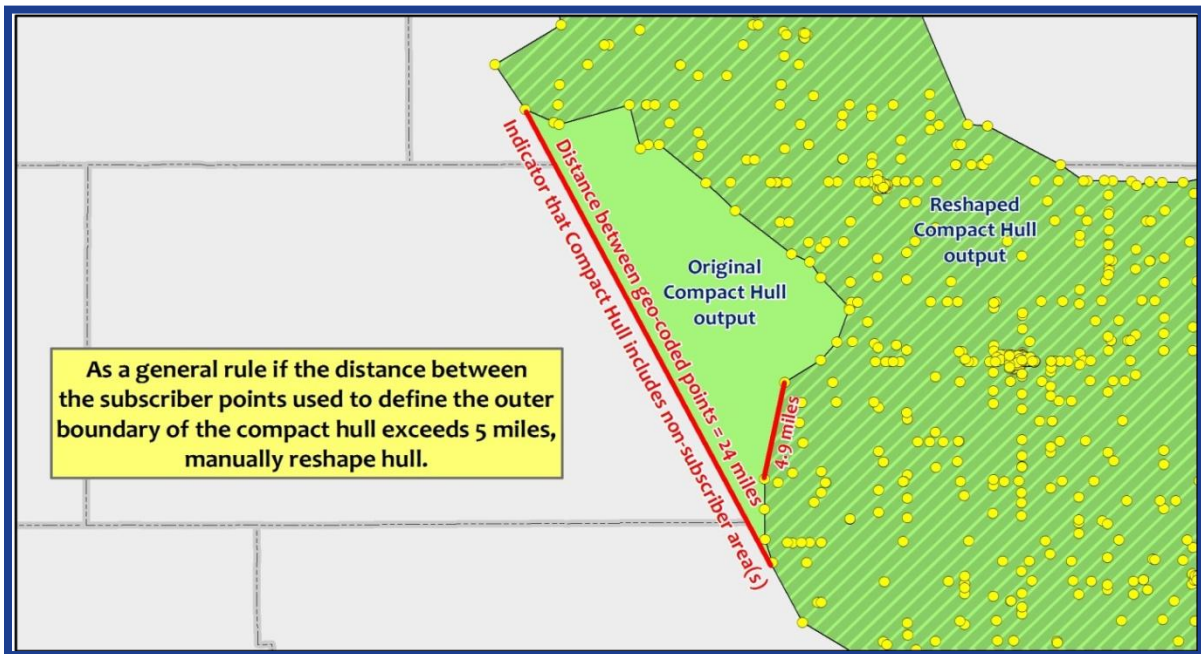 Distance between geo-coded points = 24 miles
Indicator that Compact Hull includes non-subscriber area(s)
Reshaped
Compact Hull
output
Original
Compact Hull
output
As a general rule if the distance between
the subscriber points used to define the outer
boundary of the compact hull exceeds 5 miles,
manually reshape hull.
4.9 miles